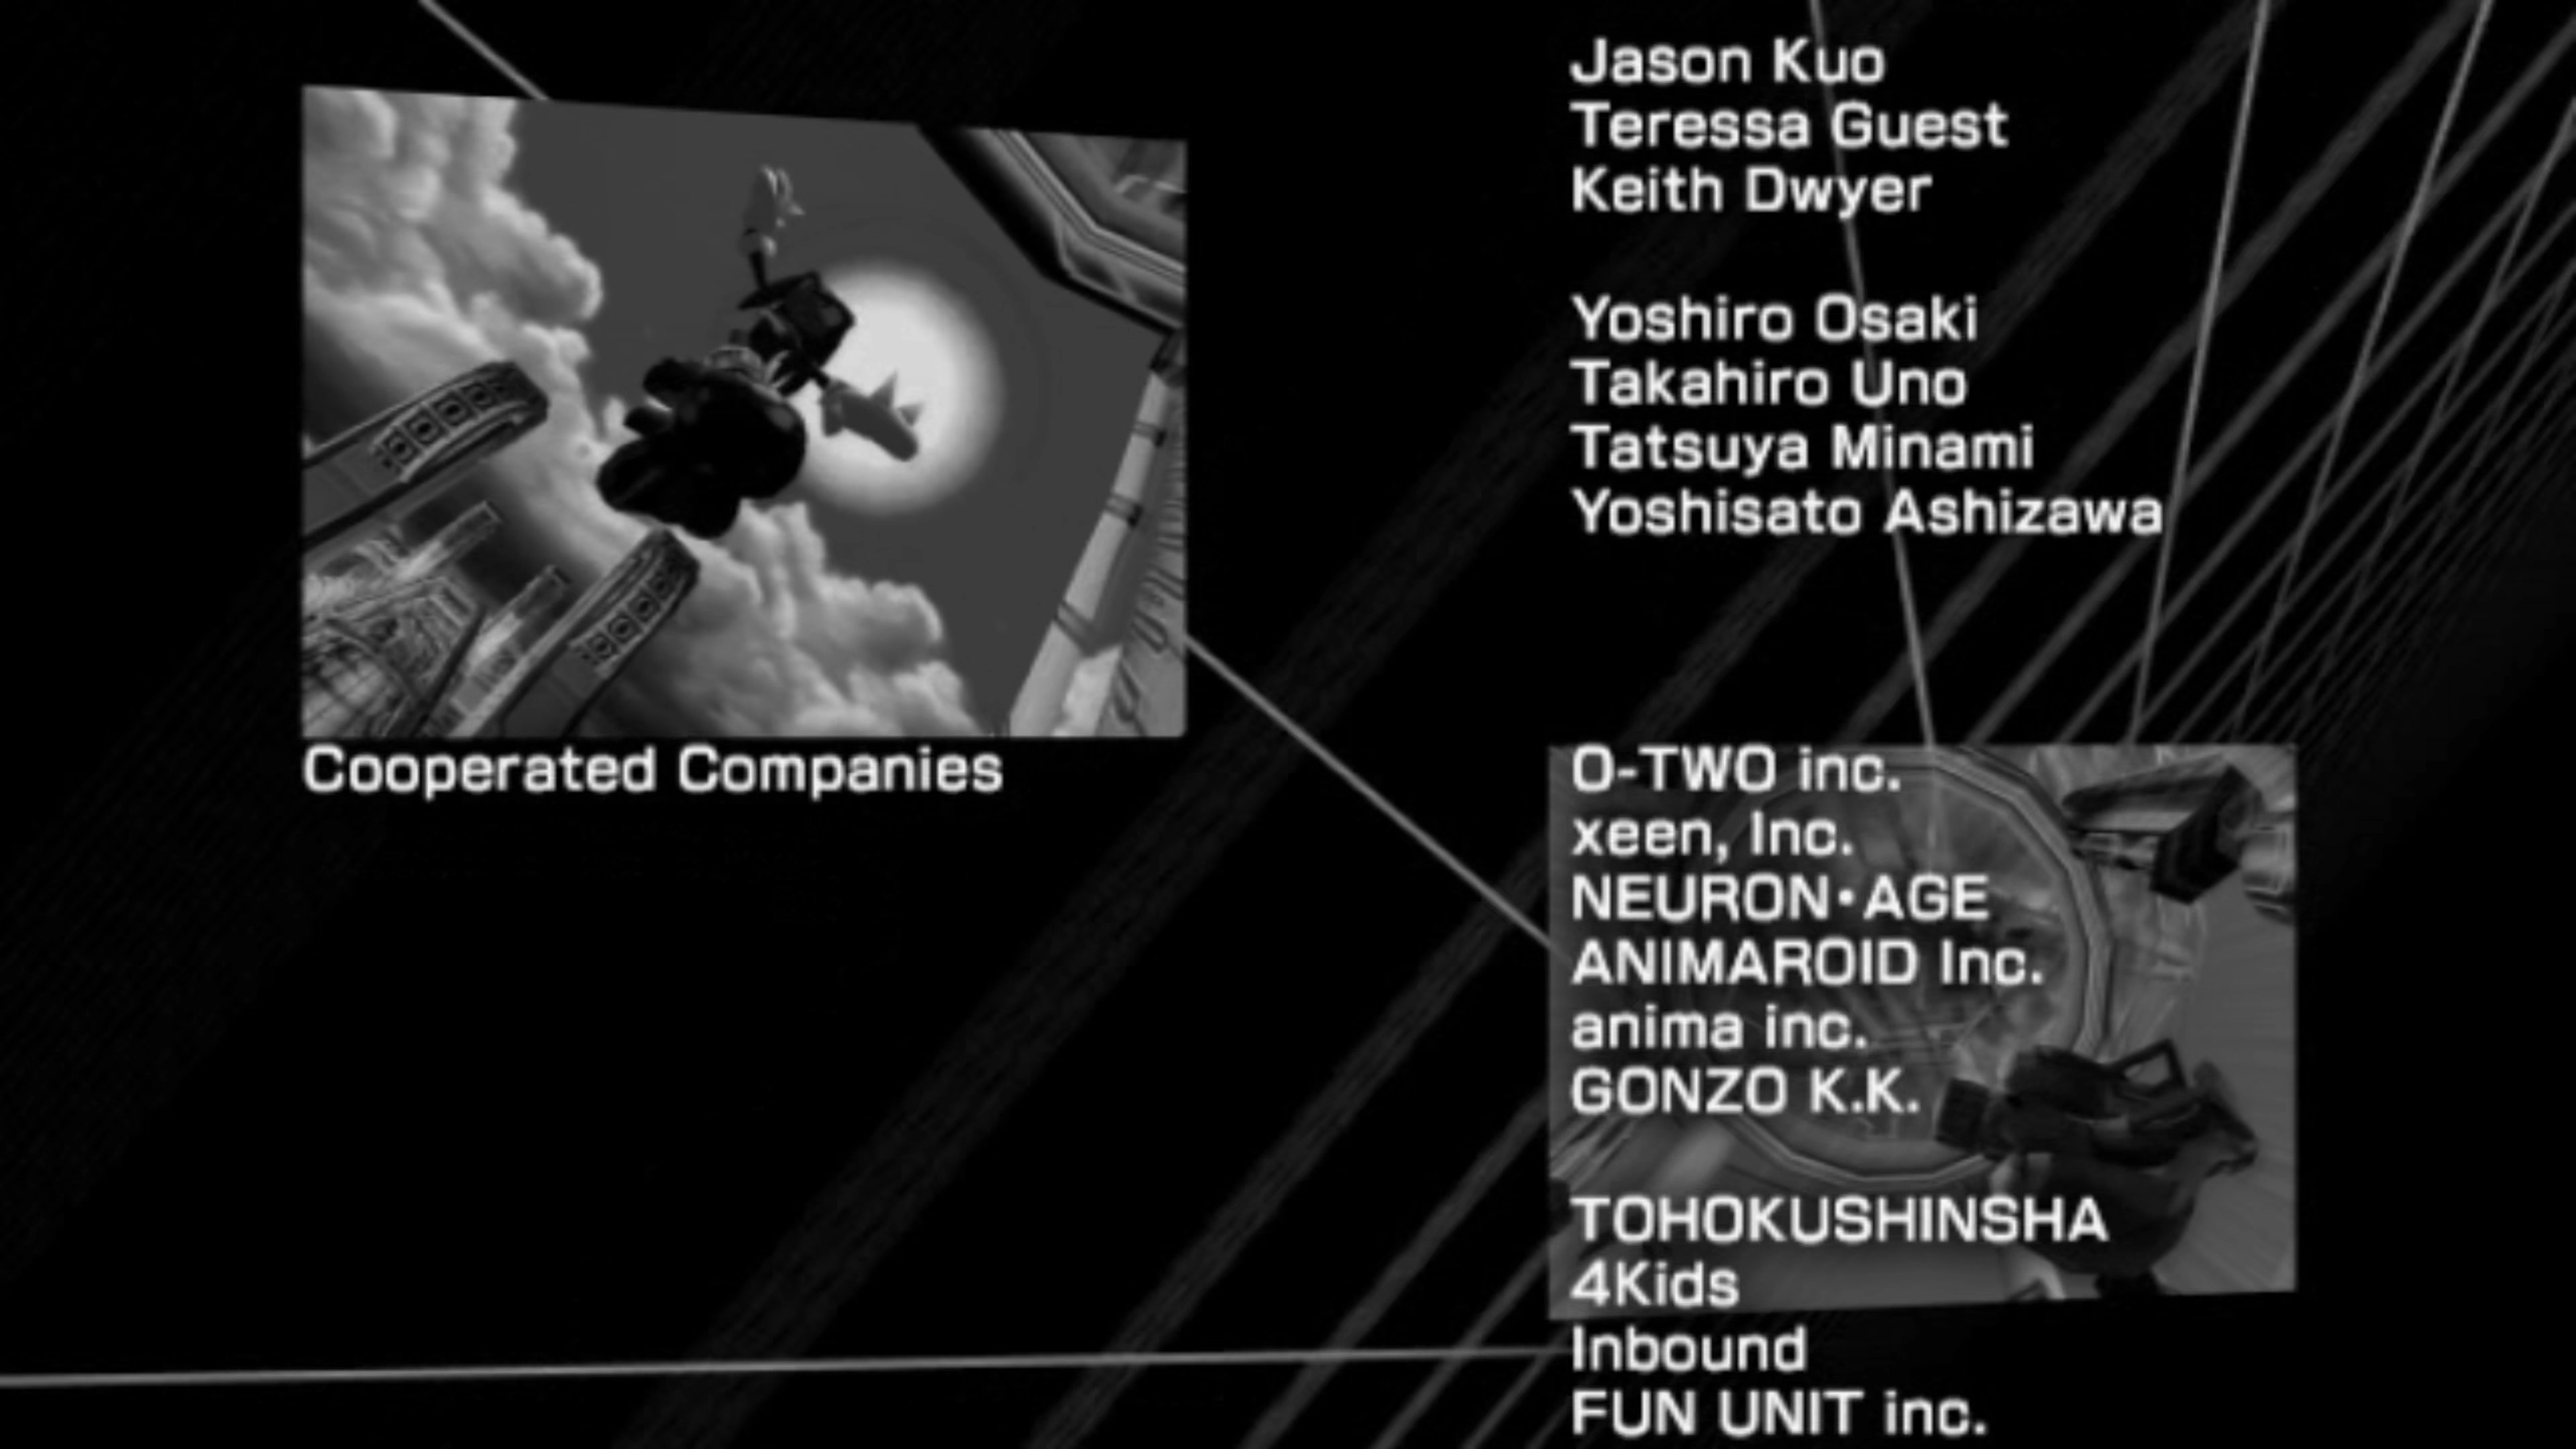 Jason Kuo
Teressa Guest
Keith Dwyer
Yoshiro Osaki
Takahiro Uno
Tatsuya Minami
Yoshisato Ashizawa
Cooperated Companies
O-TWO inc.
xeen, Inc.
NEURON・AGE
ANIMAROID Inc.
anima inc.
GONZO K.K.
TOHOKUSHINSHA
4Kids
Inbound
FUN UNIT inc.